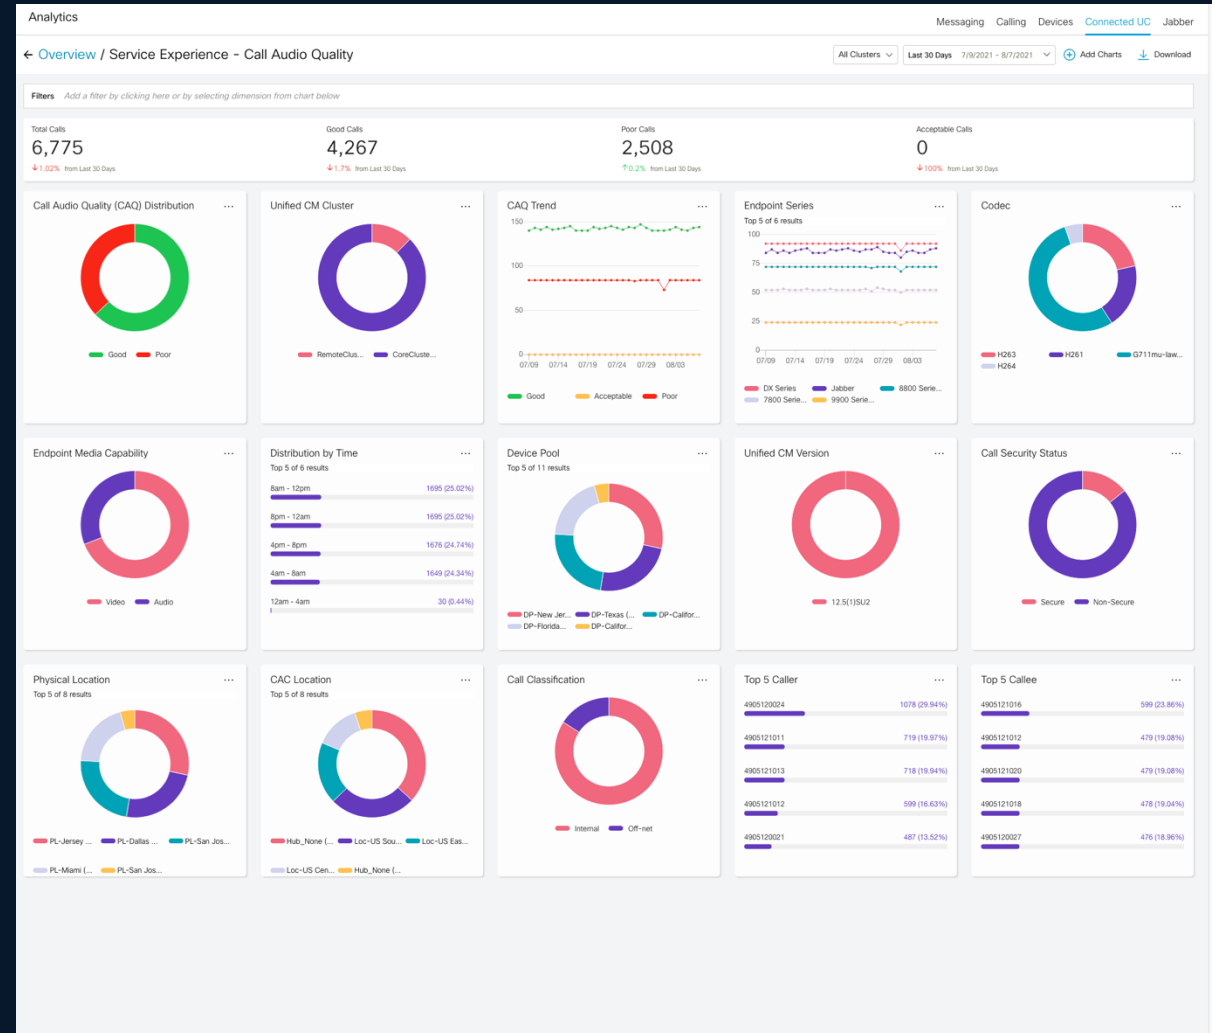 Analytics
Messaging Calling Devices Connected UC Jabber
← Overview / Service Experience - Call Audio Quality
All Clusters Last 30 Days 7/9/2021 - 8/7/2021 Add Charts Download
Filters Add a filter by clicking here or by selecting dimension from chart below
Total Calls Good Calls Poor Calls Acceptable Calls
6,775 4,267 2,508 0
↓1.02% from Last 30 Days ↓1.7% from Last 30 Days ↑0.2% from Last 30 Days ↓100% from Last 30 Days
Call Audio Quality (CAQ) Distribution ...
Good Poor
Unified CM Cluster ...
RemoteClus... CoreCluste...
CAQ Trend ...
150
100
50
0
07/09 07/14 07/19 07/24 07/29 08/03
Good Acceptable Poor
Endpoint Series ...
Top 5 of 6 results
100
75
50
25
0
07/09 07/14 07/19 07/24 07/29 08/03
DX Series Jabber 8800 Serie...
7800 Serie... 9900 Serie...
Codec ...
H263 H261 G711mu-law...
H264
Endpoint Media Capability ...
Video Audio
Distribution by Time ...
Top 5 of 6 results
8am - 12pm 1695 (25.02%)
8pm - 12am 1695 (25.02%)
4pm - 8pm 1676 (24.74%)
4am - 8am 1649 (24.34%)
12am - 4am 30 (0.44%)
Device Pool ...
Top 5 of 11 results
DP-New Jer... DP-Texas (... DP-Califor...
DP-Florida... DP-Califor...
Unified CM Version ...
12.5(1)SU2
Call Security Status ...
Secure Non-Secure
Physical Location ...
Top 5 of 8 results
PL-Jersey ... PL-Dallas ... PL-San Jos...
PL-Miami (... PL-San Jos...
CAC Location ...
Top 5 of 8 results
Hub_None (... Loc-US Sou... Loc-US Eas...
Loc-US Cen... Hub_None (...
Call Classification ...
Internal Off-net
Top 5 Caller ...
4905120024 1078 (29.94%)
4905121011 719 (19.97%)
4905121013 718 (19.94%)
4905121012 599 (16.63%)
4905120021 487 (13.52%)
Top 5 Callee ...
4905121016 599 (23.86%)
4905121012 479 (19.08%)
4905121020 479 (19.08%)
4905121018 478 (19.04%)
4905120027 476 (18.96%)